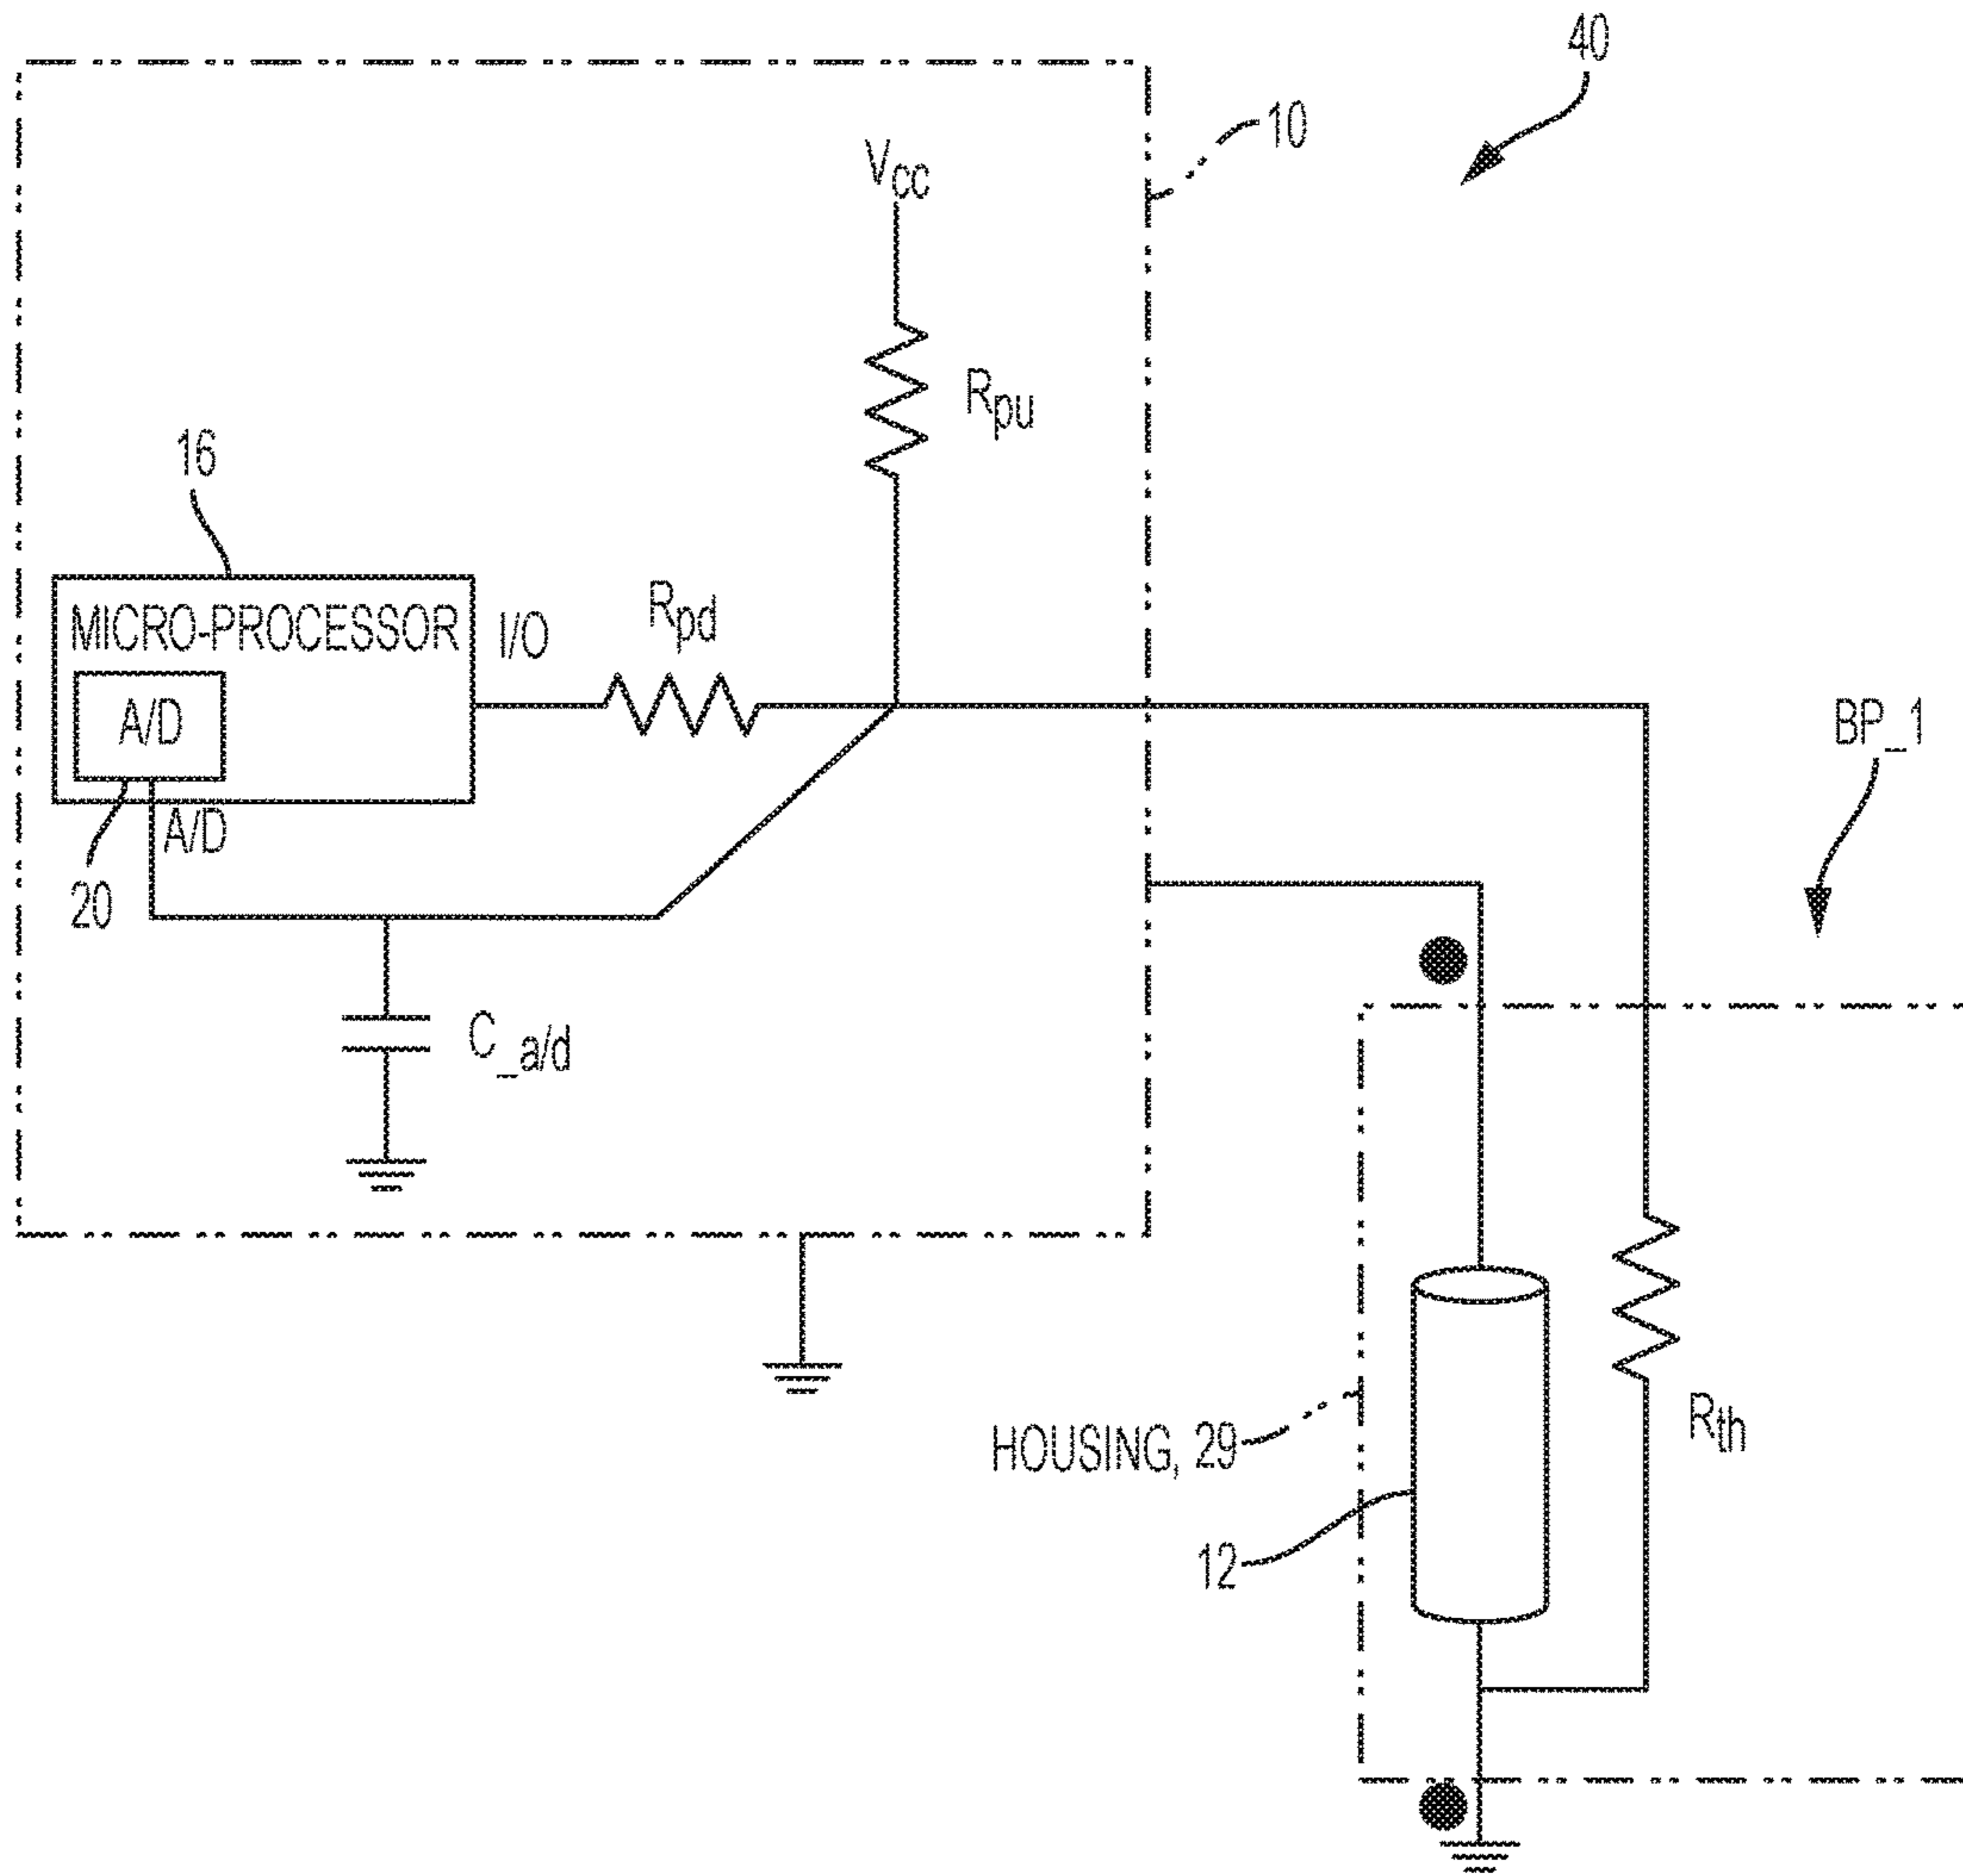 40
10
Vcc
Rpu
16
MICRO-PROCESSOR
I/O
Rpd
A/D
BP_1
A/D
20
C_a/d
Rth
HOUSING, 29
12